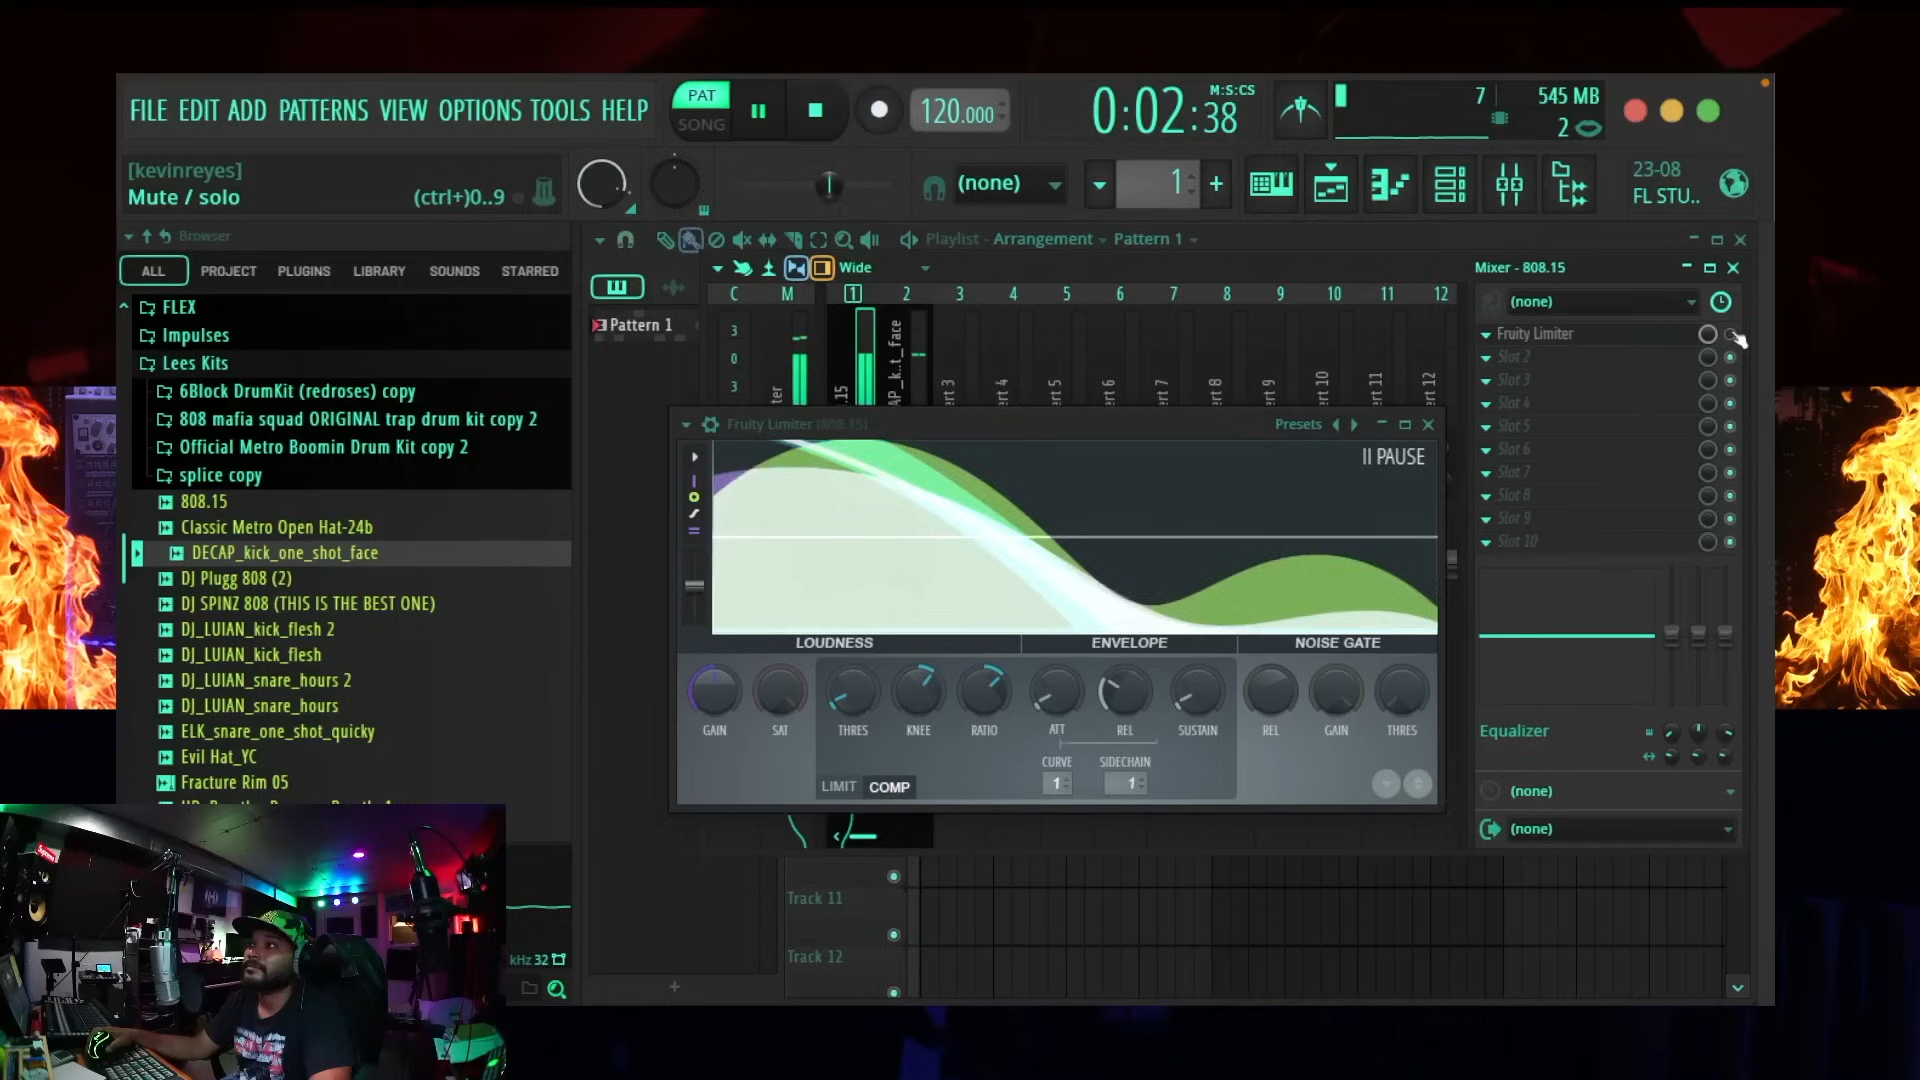 FILE EDIT ADD PATTERNS VIEW OPTIONS TOOLS HELP
PAT
SONG
120.000
0:02:38
M:S:CS
7
545 MB
2
[kevinreyes]
Mute / solo
(ctrl+)0..9
(none)
1
23-08
FL STU..
Browser
Playlist - Arrangement Pattern 1
ALL PROJECT PLUGINS LIBRARY SOUNDS STARRED
Wide
Mixer - 808.15
C M 1 2 3 4 5 6 7 8 9 10 11 12
(none)
FLEX
Impulses
Lees Kits
6Block DrumKit (redroses) copy
808 mafia squad ORIGINAL trap drum kit copy 2
Official Metro Boomin Drum Kit copy 2
splice copy
808.15
Classic Metro Open Hat-24b
DECAP_kick_one_shot_face
DJ Plugg 808 (2)
DJ SPINZ 808 (THIS IS THE BEST ONE)
DJ_LUIAN_kick_flesh 2
DJ_LUIAN_kick_flesh
DJ_LUIAN_snare_hours 2
DJ_LUIAN_snare_hours
ELK_snare_one_shot_quicky
Evil Hat_YC
Fracture Rim 05
Pattern 1
3
0
3
Fruity Limiter
Slot 2
Slot 3
Slot 4
Slot 5
Slot 6
Slot 7
Slot 8
Slot 9
Slot 10
Fruity Limiter (808.15)
Presets
II PAUSE
LOUDNESS ENVELOPE NOISE GATE
GAIN SAT THRES KNEE RATIO ATT REL SUSTAIN REL GAIN THRES
CURVE SIDECHAIN
LIMIT COMP
1 1
Equalizer
(none)
(none)
Track 11
Track 12
kHz 32
Supreme